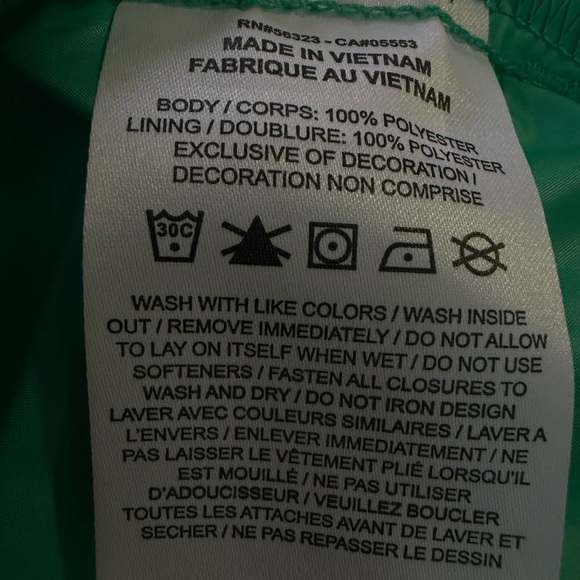 RN#56323 - CA#05553
MADE IN VIETNAM
FABRIQUE AU VIETNAM
BODY / CORPS: 100% POLYESTER
LINING / DOUBLURE: 100% POLYESTER
EXCLUSIVE OF DECORATION /
DECORATION NON COMPRISE
30C
WASH WITH LIKE COLORS / WASH INSIDE
OUT / REMOVE IMMEDIATELY / DO NOT ALLOW
TO LAY ON ITSELF WHEN WET / DO NOT USE
SOFTENERS / FASTEN ALL CLOSURES TO
WASH AND DRY / DO NOT IRON DESIGN
LAVER AVEC COULEURS SIMILAIRES / LAVER A
L'ENVERS / ENLEVER IMMEDIATEMENT / NE
PAS LAISSER LE VÊTEMENT PLIÉ LORSQU'IL
EST MOUILLÉ / NE PAS UTILISER
D'ADOUCISEUR / VEUILLEZ BOUCLER
TOUTES LES ATTACHES AVANT DE LAVER ET
SECHER / NE PAS REPASSER LE DESSIN